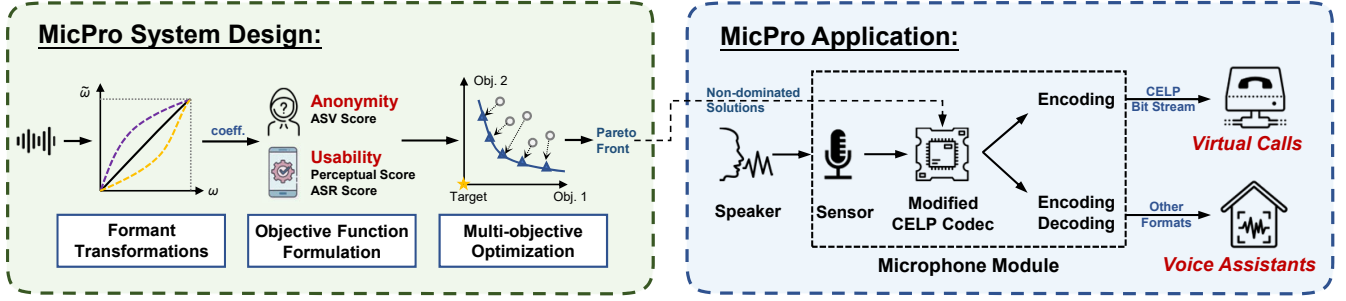 MicPro System Design:
ω̃
ω
coeff.
Anonymity
ASV Score
Usability
Perceptual Score
ASR Score
Obj. 2
Target
Obj. 1
Pareto
Front
Formant
Transformations
Objective Function
Formulation
Multi-objective
Optimization
MicPro Application:
Non-dominated
Solutions
Speaker
Sensor
Modified
CELP Codec
Encoding
Encoding
Decoding
Microphone Module
CELP
Bit Stream
Virtual Calls
Other
Formats
Voice Assistants